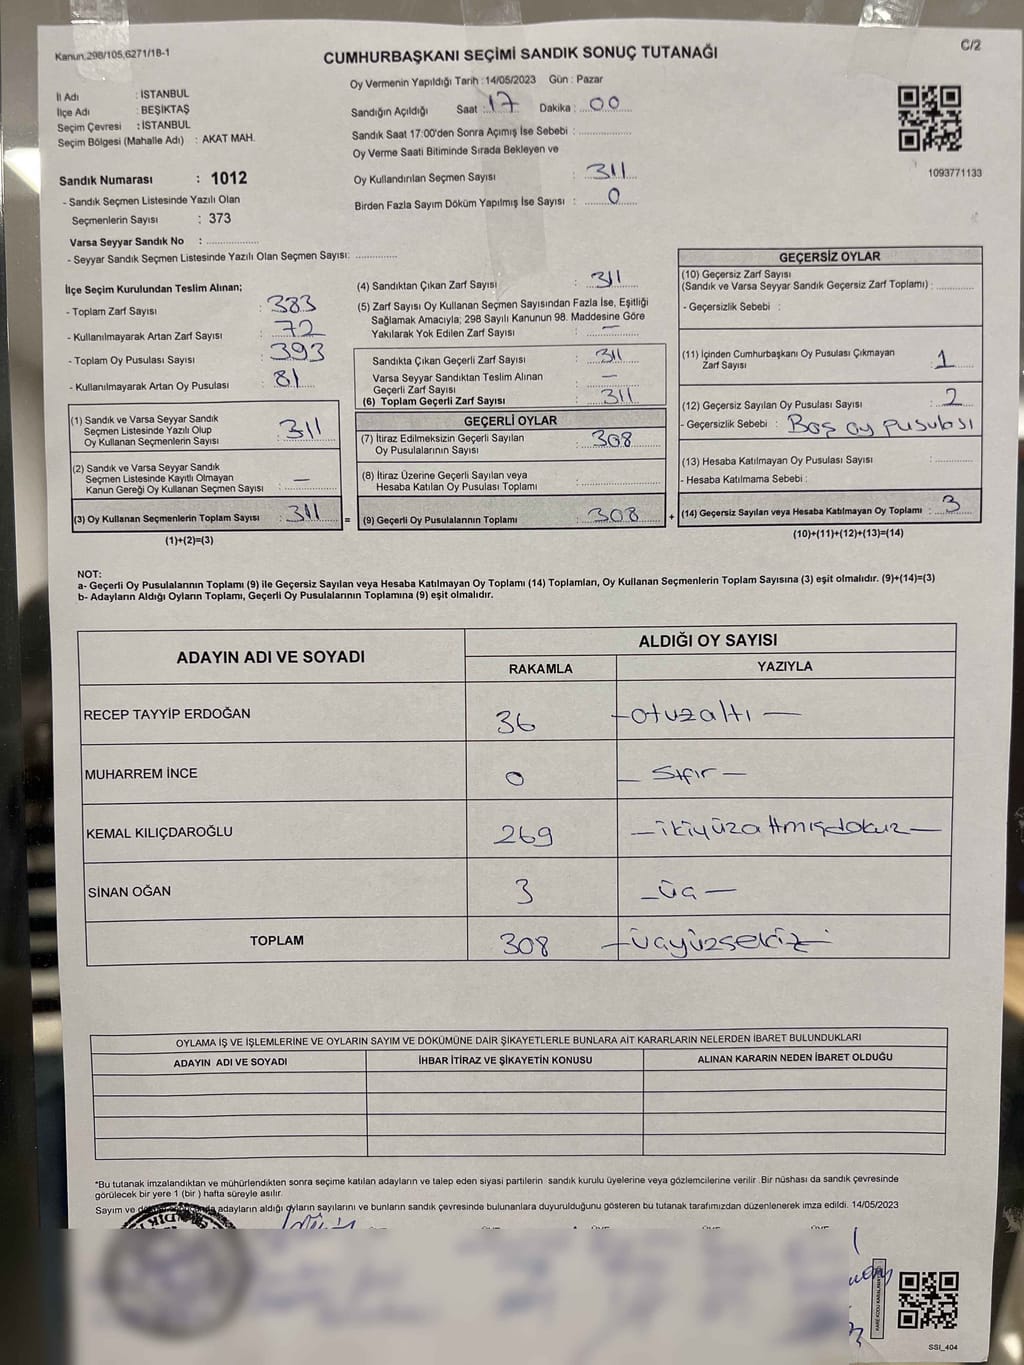 Kanun,298/105,6271/18-1
C/2
CUMHURBAŞKANI SEÇİMİ SANDIK SONUÇ TUTANAĞI
Oy Vermenin Yapıldığı Tarih :14/05/2023 Gün : Pazar
İl Adı : İSTANBUL
İlçe Adı : BEŞİKTAŞ
Seçim Çevresi : İSTANBUL
Seçim Bölgesi (Mahalle Adı) : AKAT MAH.
Sandığın Açıldığı Saat : 17 Dakika : 00
Sandık Saat 17:00'den Sonra Açımış İse Sebebi :
Oy Verme Saati Bitiminde Sırada Bekleyen ve
Oy Kullandırılan Seçmen Sayısı : 311
Birden Fazla Sayım Döküm Yapılmış İse Sayısı : 0
1093771133
Sandık Numarası : 1012
- Sandık Seçmen Listesinde Yazılı Olan
Seçmenlerin Sayısı : 373
Varsa Seyyar Sandık No :
- Seyyar Sandık Seçmen Listesinde Yazılı Olan Seçmen Sayısı:
İlçe Seçim Kurulundan Teslim Alınan;
- Toplam Zarf Sayısı : 383
- Kullanılmayarak Artan Zarf Sayısı : 72
- Toplam Oy Pusulası Sayısı : 393
- Kullanılmayarak Artan Oy Pusulası : 81
(1) Sandık ve Varsa Seyyar Sandık
Seçmen Listesinde Yazılı Olup
Oy Kullanan Seçmenlerin Sayısı : 311
(2) Sandık ve Varsa Seyyar Sandık
Seçmen Listesinde Kayıtlı Olmayan
Kanun Gereği Oy Kullanan Seçmen Sayısı : —
(3) Oy Kullanan Seçmenlerin Toplam Sayısı : 311 =
(1)+(2)=(3)
(4) Sandıktan Çıkan Zarf Sayısı : 311
(5) Zarf Sayısı Oy Kullanan Seçmen Sayısından Fazla İse, Eşitliği
Sağlamak Amacıyla; 298 Sayılı Kanunun 98. Maddesine Göre
Yakılarak Yok Edilen Zarf Sayısı : —
Sandıkta Çıkan Geçerli Zarf Sayısı : 311
Varsa Seyyar Sandıktan Teslim Alınan
Geçerli Zarf Sayısı : —
(6) Toplam Geçerli Zarf Sayısı : 311
GEÇERLİ OYLAR
(7) İtiraz Edilmeksizin Geçerli Sayılan
Oy Pusulalarının Sayısı : 308
(8) İtiraz Üzerine Geçerli Sayılan veya
Hesaba Katılan Oy Pusulası Toplamı :
(9) Geçerli Oy Pusulalarının Toplamı : 308 +
GEÇERSİZ OYLAR
(10) Geçersiz Zarf Sayısı
(Sandık ve Varsa Seyyar Sandık Geçersiz Zarf Toplamı) :
- Geçersizlik Sebebi :
(11) İçinden Cumhurbaşkanı Oy Pusulası Çıkmayan
Zarf Sayısı : 1
(12) Geçersiz Sayılan Oy Pusulası Sayısı : 2
- Geçersizlik Sebebi : Boş oy pusulası
(13) Hesaba Katılmayan Oy Pusulası Sayısı :
- Hesaba Katılmama Sebebi :
(14) Geçersiz Sayılan veya Hesaba Katılmayan Oy Toplamı : 3
(10)+(11)+(12)+(13)=(14)
NOT:
a- Geçerli Oy Pusulalarının Toplamı (9) ile Geçersiz Sayılan veya Hesaba Katılmayan Oy Toplamı (14) Toplamları, Oy Kullanan Seçmenlerin Toplam Sayısına (3) eşit olmalıdır. (9)+(14)=(3)
b- Adayların Aldığı Oyların Toplamı, Geçerli Oy Pusulalarının Toplamına (9) eşit olmalıdır.
ADAYIN ADI VE SOYADI
ALDIĞI OY SAYISI
RAKAMLA YAZIYLA
RECEP TAYYİP ERDOĞAN 36 — otuzaltı —
MUHARREM İNCE 0 — Sıfır —
KEMAL KILIÇDAROĞLU 269 — ikiyüzaltmışdokuz —
SİNAN OĞAN 3 — üç —
TOPLAM 308 — üçyüzsekiz —
OYLAMA İŞ VE İŞLEMLERİNE VE OYLARIN SAYIM VE DÖKÜMÜNE DAİR ŞİKAYETLERLE BUNLARA AİT KARARLARIN NELERDEN İBARET BULUNDUKLARI
ADAYIN ADI VE SOYADI İHBAR İTİRAZ VE ŞİKAYETİN KONUSU ALINAN KARARIN NEDEN İBARET OLDUĞU
*Bu tutanak imzalandıktan ve mühürlendikten sonra seçime katılan adayların ve talep eden siyasi partilerin sandık kurulu üyelerine veya gözlemcilerine verilir .Bir nüshası da sandık çevresinde
görülecek bir yere 1 (bir ) hafta süreyle asılır.
Sayım ve adayların aldığı oyların sayılarını ve bunların sandık çevresinde bulunanlara duyurulduğunu gösteren bu tutanak tarafımızdan düzenlenerek imza edildi. 14/05/2023
SSI_404